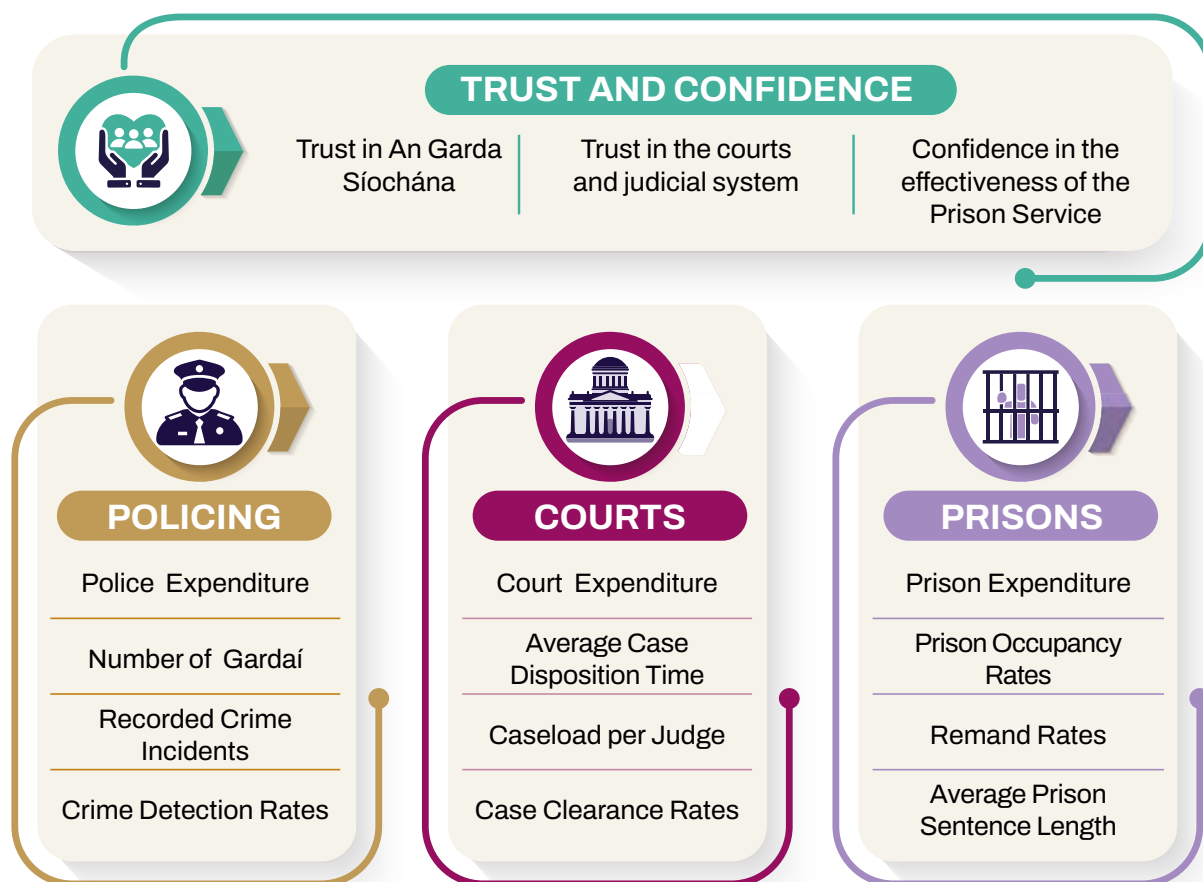 TRUST AND CONFIDENCE
Trust in An Garda
Síochána
Trust in the courts
and judicial system
Confidence in the
effectiveness of the
Prison Service
POLICING
Police Expenditure
Number of Gardaí
Recorded Crime
Incidents
Crime Detection Rates
COURTS
Court Expenditure
Average Case
Disposition Time
Caseload per Judge
Case Clearance Rates
PRISONS
Prison Expenditure
Prison Occupancy
Rates
Remand Rates
Average Prison
Sentence Length